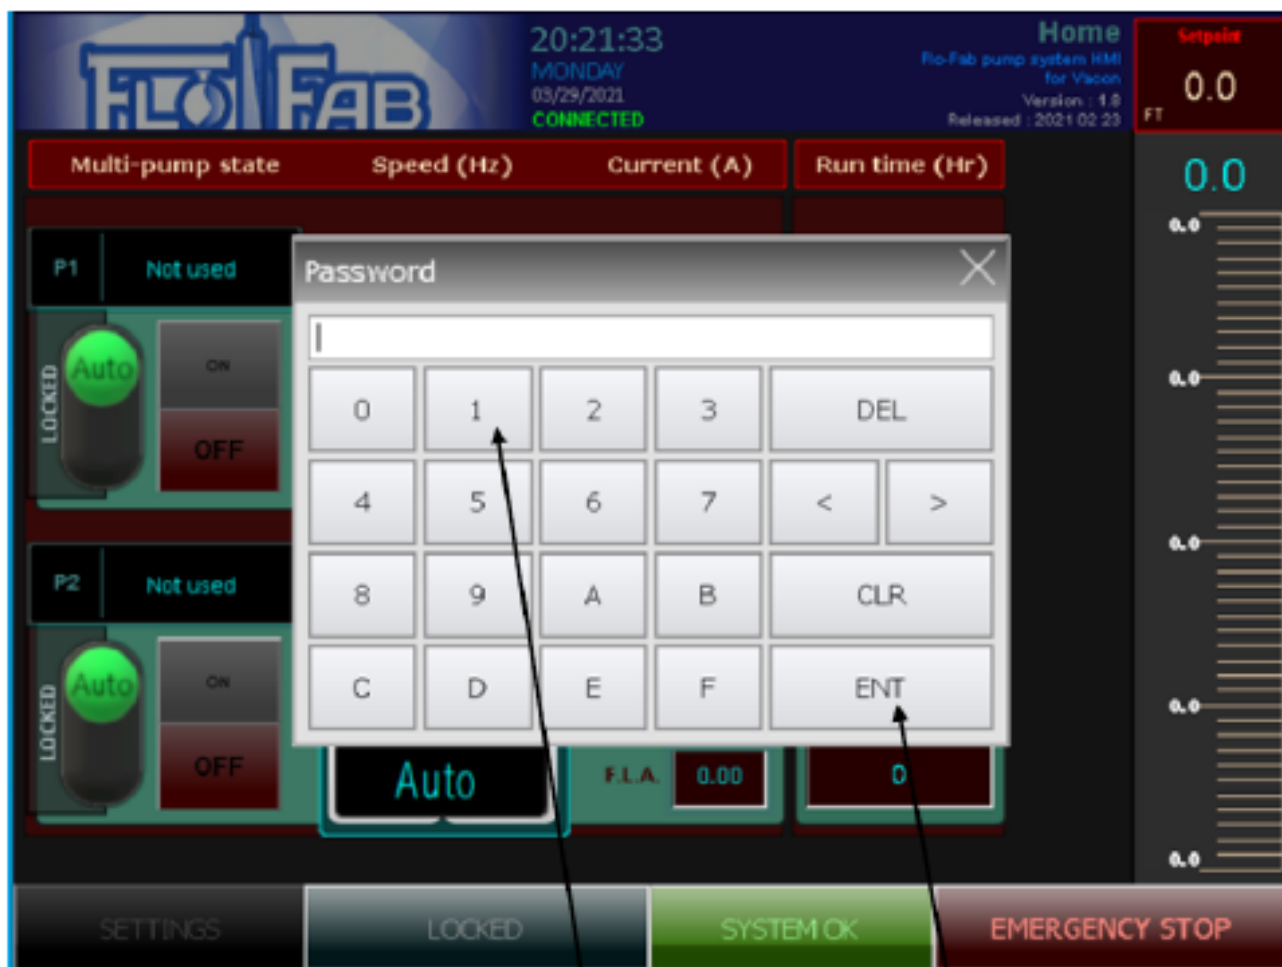 FLO FAB
20:21:33
MONDAY
03/29/2021
CONNECTED
Home
Flo-Fab pump system HMI
for Vacon
Version : 1.8
Released : 2021 02 23
Setpoint
0.0
FT
Multi-pump state
Speed (Hz)
Current (A)
Run time (Hr)
0.0
P1
Not used
LOCKED
Auto
ON
OFF
Password
0 1 2 3 DEL
4 5 6 7 < >
8 9 A B CLR
C D E F ENT
P2
Not used
LOCKED
Auto
ON
OFF
Auto
F.L.A.
0.00
0
0.0
0.0
0.0
0.0
0.0
SETTINGS
LOCKED
SYSTEM OK
EMERGENCY STOP